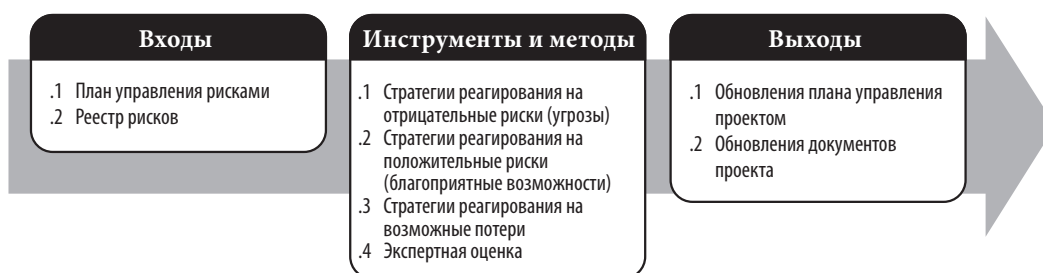 Входы
.1 План управления рисками
.2 Реестр рисков
Инструменты и методы
.1 Стратегии реагирования на
отрицательные риски (угрозы)
.2 Стратегии реагирования на
положительные риски
(благоприятные возможности)
.3 Стратегии реагирования на
возможные потери
.4 Экспертная оценка
Выходы
.1 Обновления плана управления
проектом
.2 Обновления документов
проекта